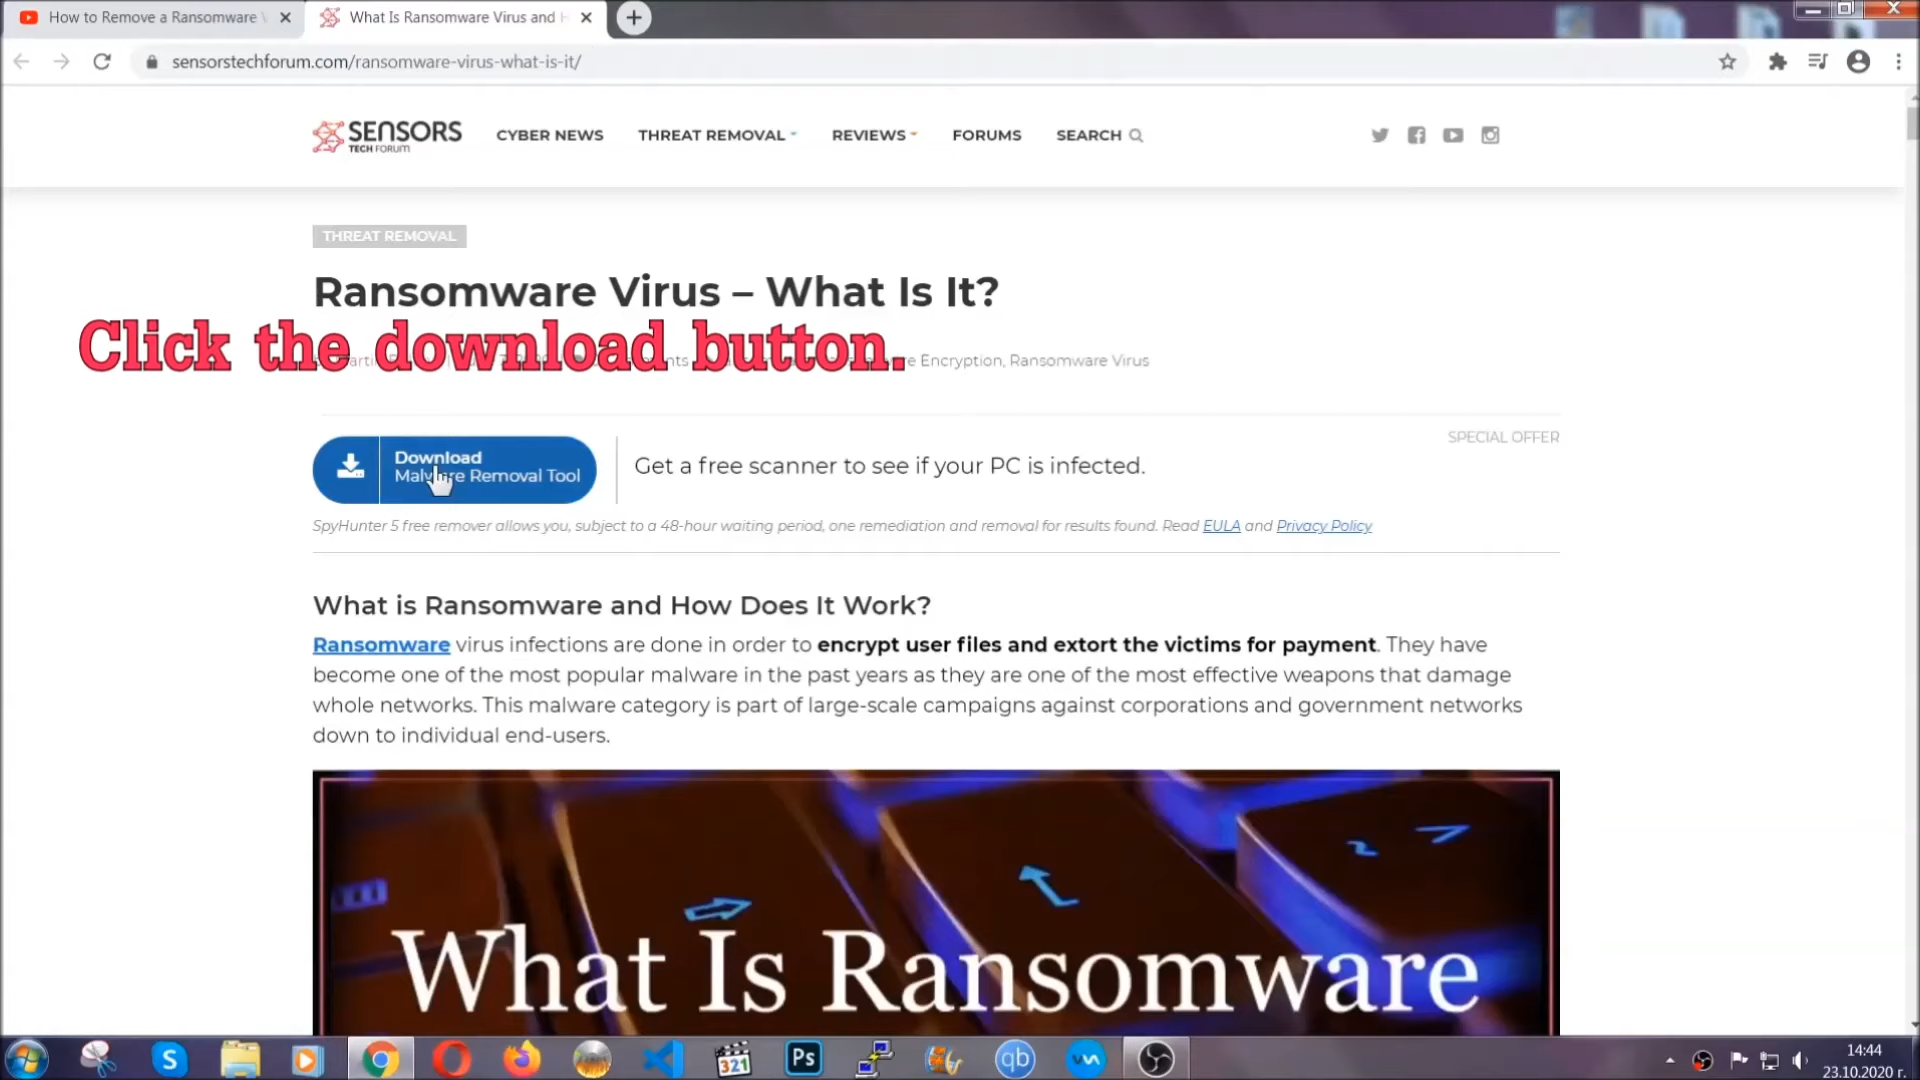 How to Remove a Ransomware V
What Is Ransomware Virus and H
sensorstechforum.com/ransomware-virus-what-is-it/
SENSORS
TECH FORUM
CYBER NEWS
THREAT REMOVAL
REVIEWS
FORUMS
SEARCH
THREAT REMOVAL
Ransomware Virus – What Is It?
Click the download button.
Encryption, Ransomware Virus
SPECIAL OFFER
Download
Malware Removal Tool
Get a free scanner to see if your PC is infected.
SpyHunter 5 free remover allows you, subject to a 48-hour waiting period, one remediation and removal for results found. Read EULA and Privacy Policy
What is Ransomware and How Does It Work?
Ransomware virus infections are done in order to encrypt user files and extort the victims for payment. They have
become one of the most popular malware in the past years as they are one of the most effective weapons that damage
whole networks. This malware category is part of large-scale campaigns against corporations and government networks
down to individual end-users.
What Is Ransomware
321
Ps
qb
14:44
23.10.2020 г.